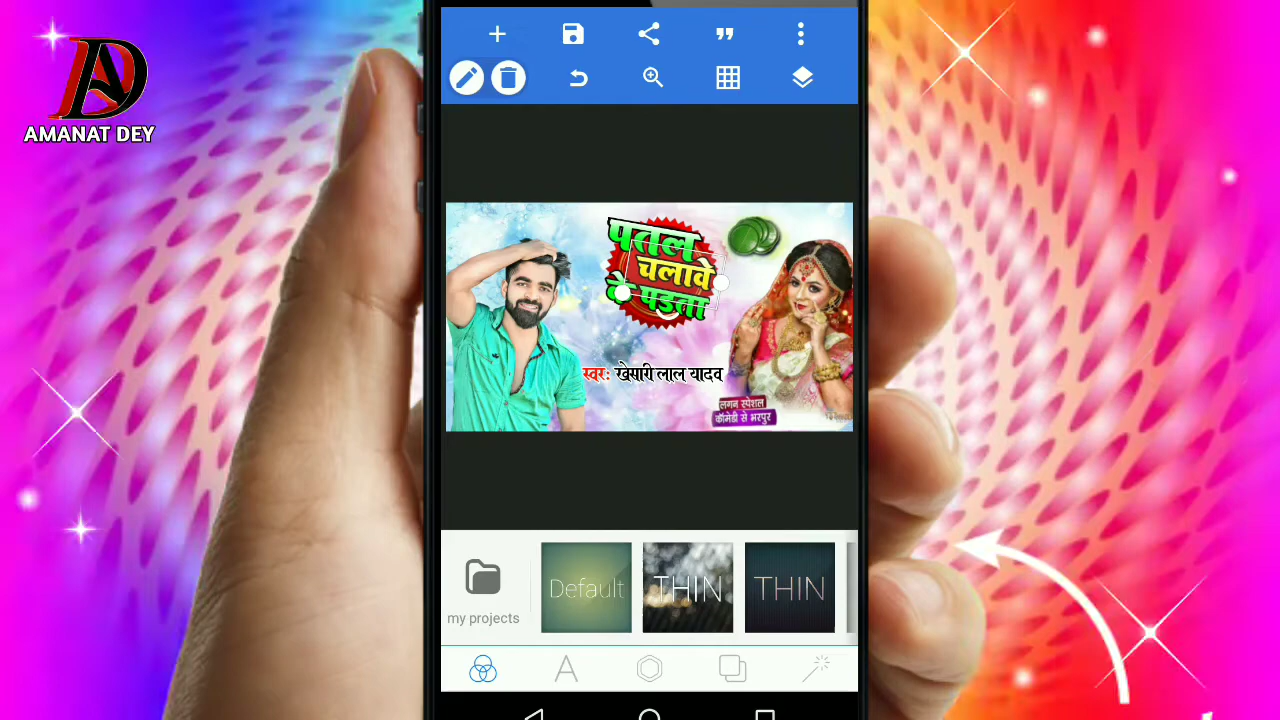 AMANAT DEY
पतल
चलावे
के पड़ता
स्वरः खेसारी लाल यादव
लगन स्पेशल
कॉमेडी से भरपुर
my projects
Default
THIN
THIN